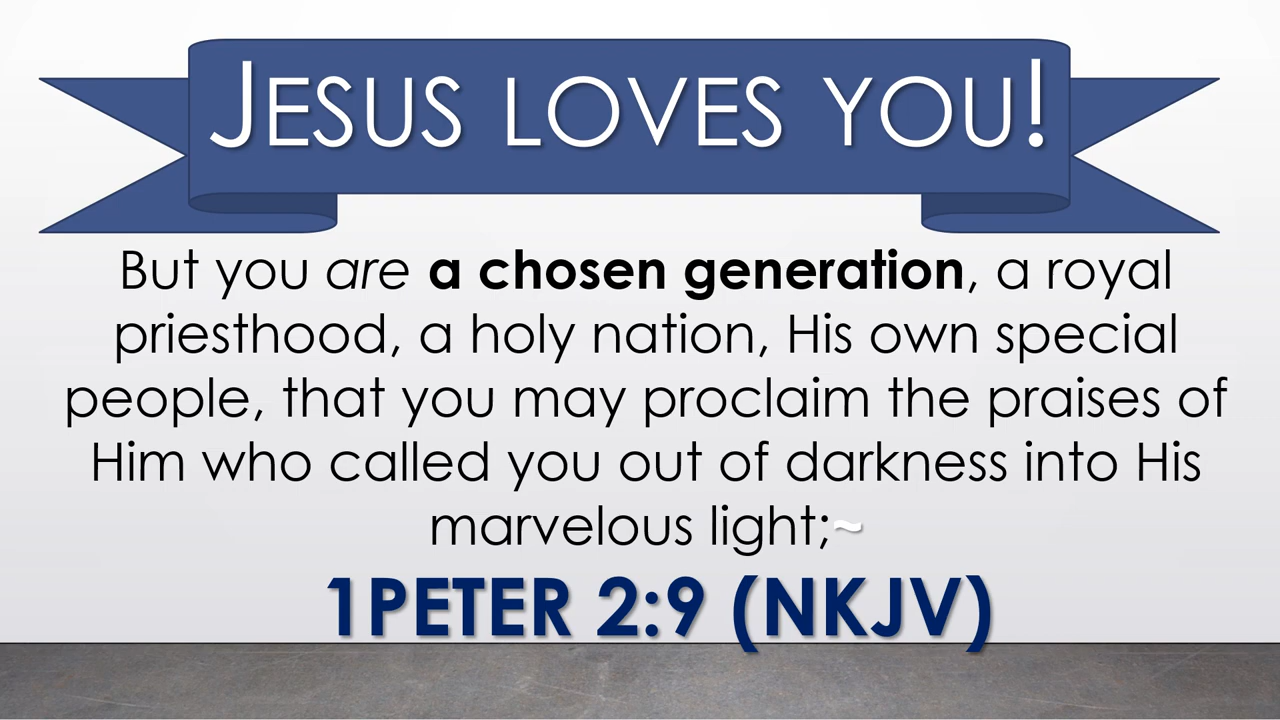 JESUS LOVES YOU!
But you are a chosen generation, a royal
priesthood, a holy nation, His own special
people, that you may proclaim the praises of
Him who called you out of darkness into His
marvelous light;~
1PETER 2:9 (NKJV)